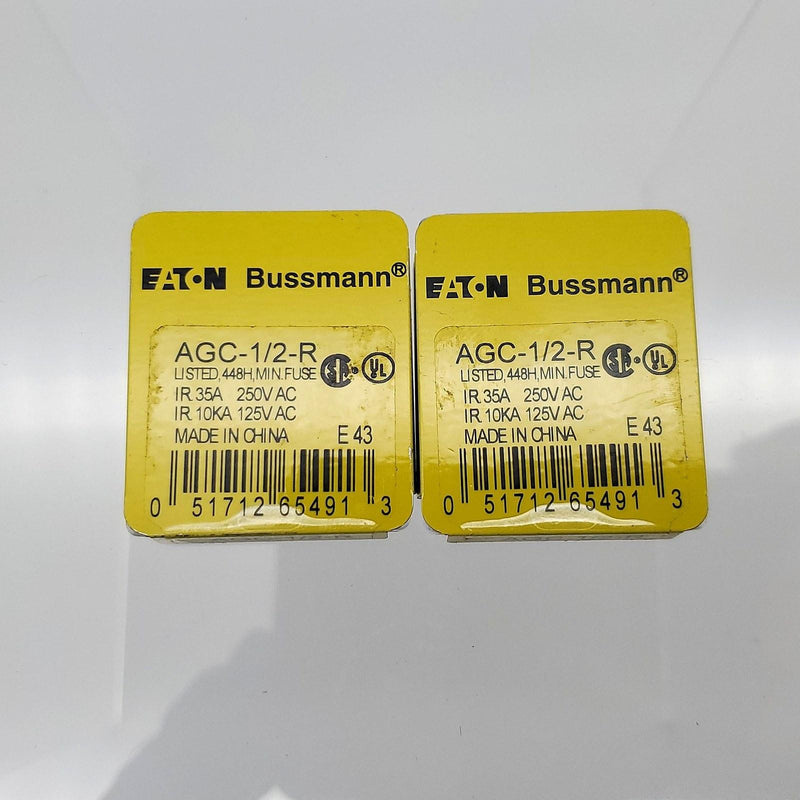 EATON Bussmann®
AGC-1/2-R
LISTED, 448H, MIN. FUSE
IR. 35A 250V AC
IR. 10KA 125V AC
MADE IN CHINA E 43
0 51712 65491 3
EATON Bussmann®
AGC-1/2-R
LISTED, 448H, MIN. FUSE
IR. 35A 250V AC
IR. 10KA 125V AC
MADE IN CHINA E 43
0 51712 65491 3